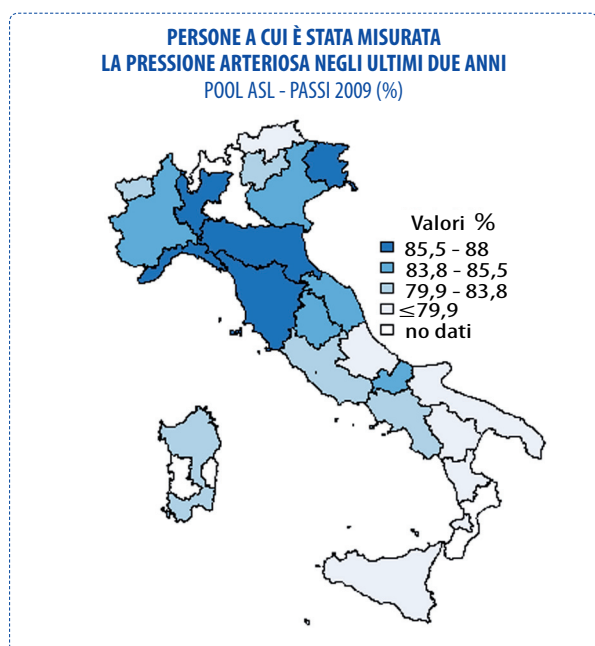 PERSONE A CUI È STATA MISURATA
LA PRESSIONE ARTERIOSA NEGLI ULTIMI DUE ANNI
POOL ASL - PASSI 2009 (%)
Valori %
85,5 - 88
83,8 - 85,5
79,9 - 83,8
≤79,9
no dati